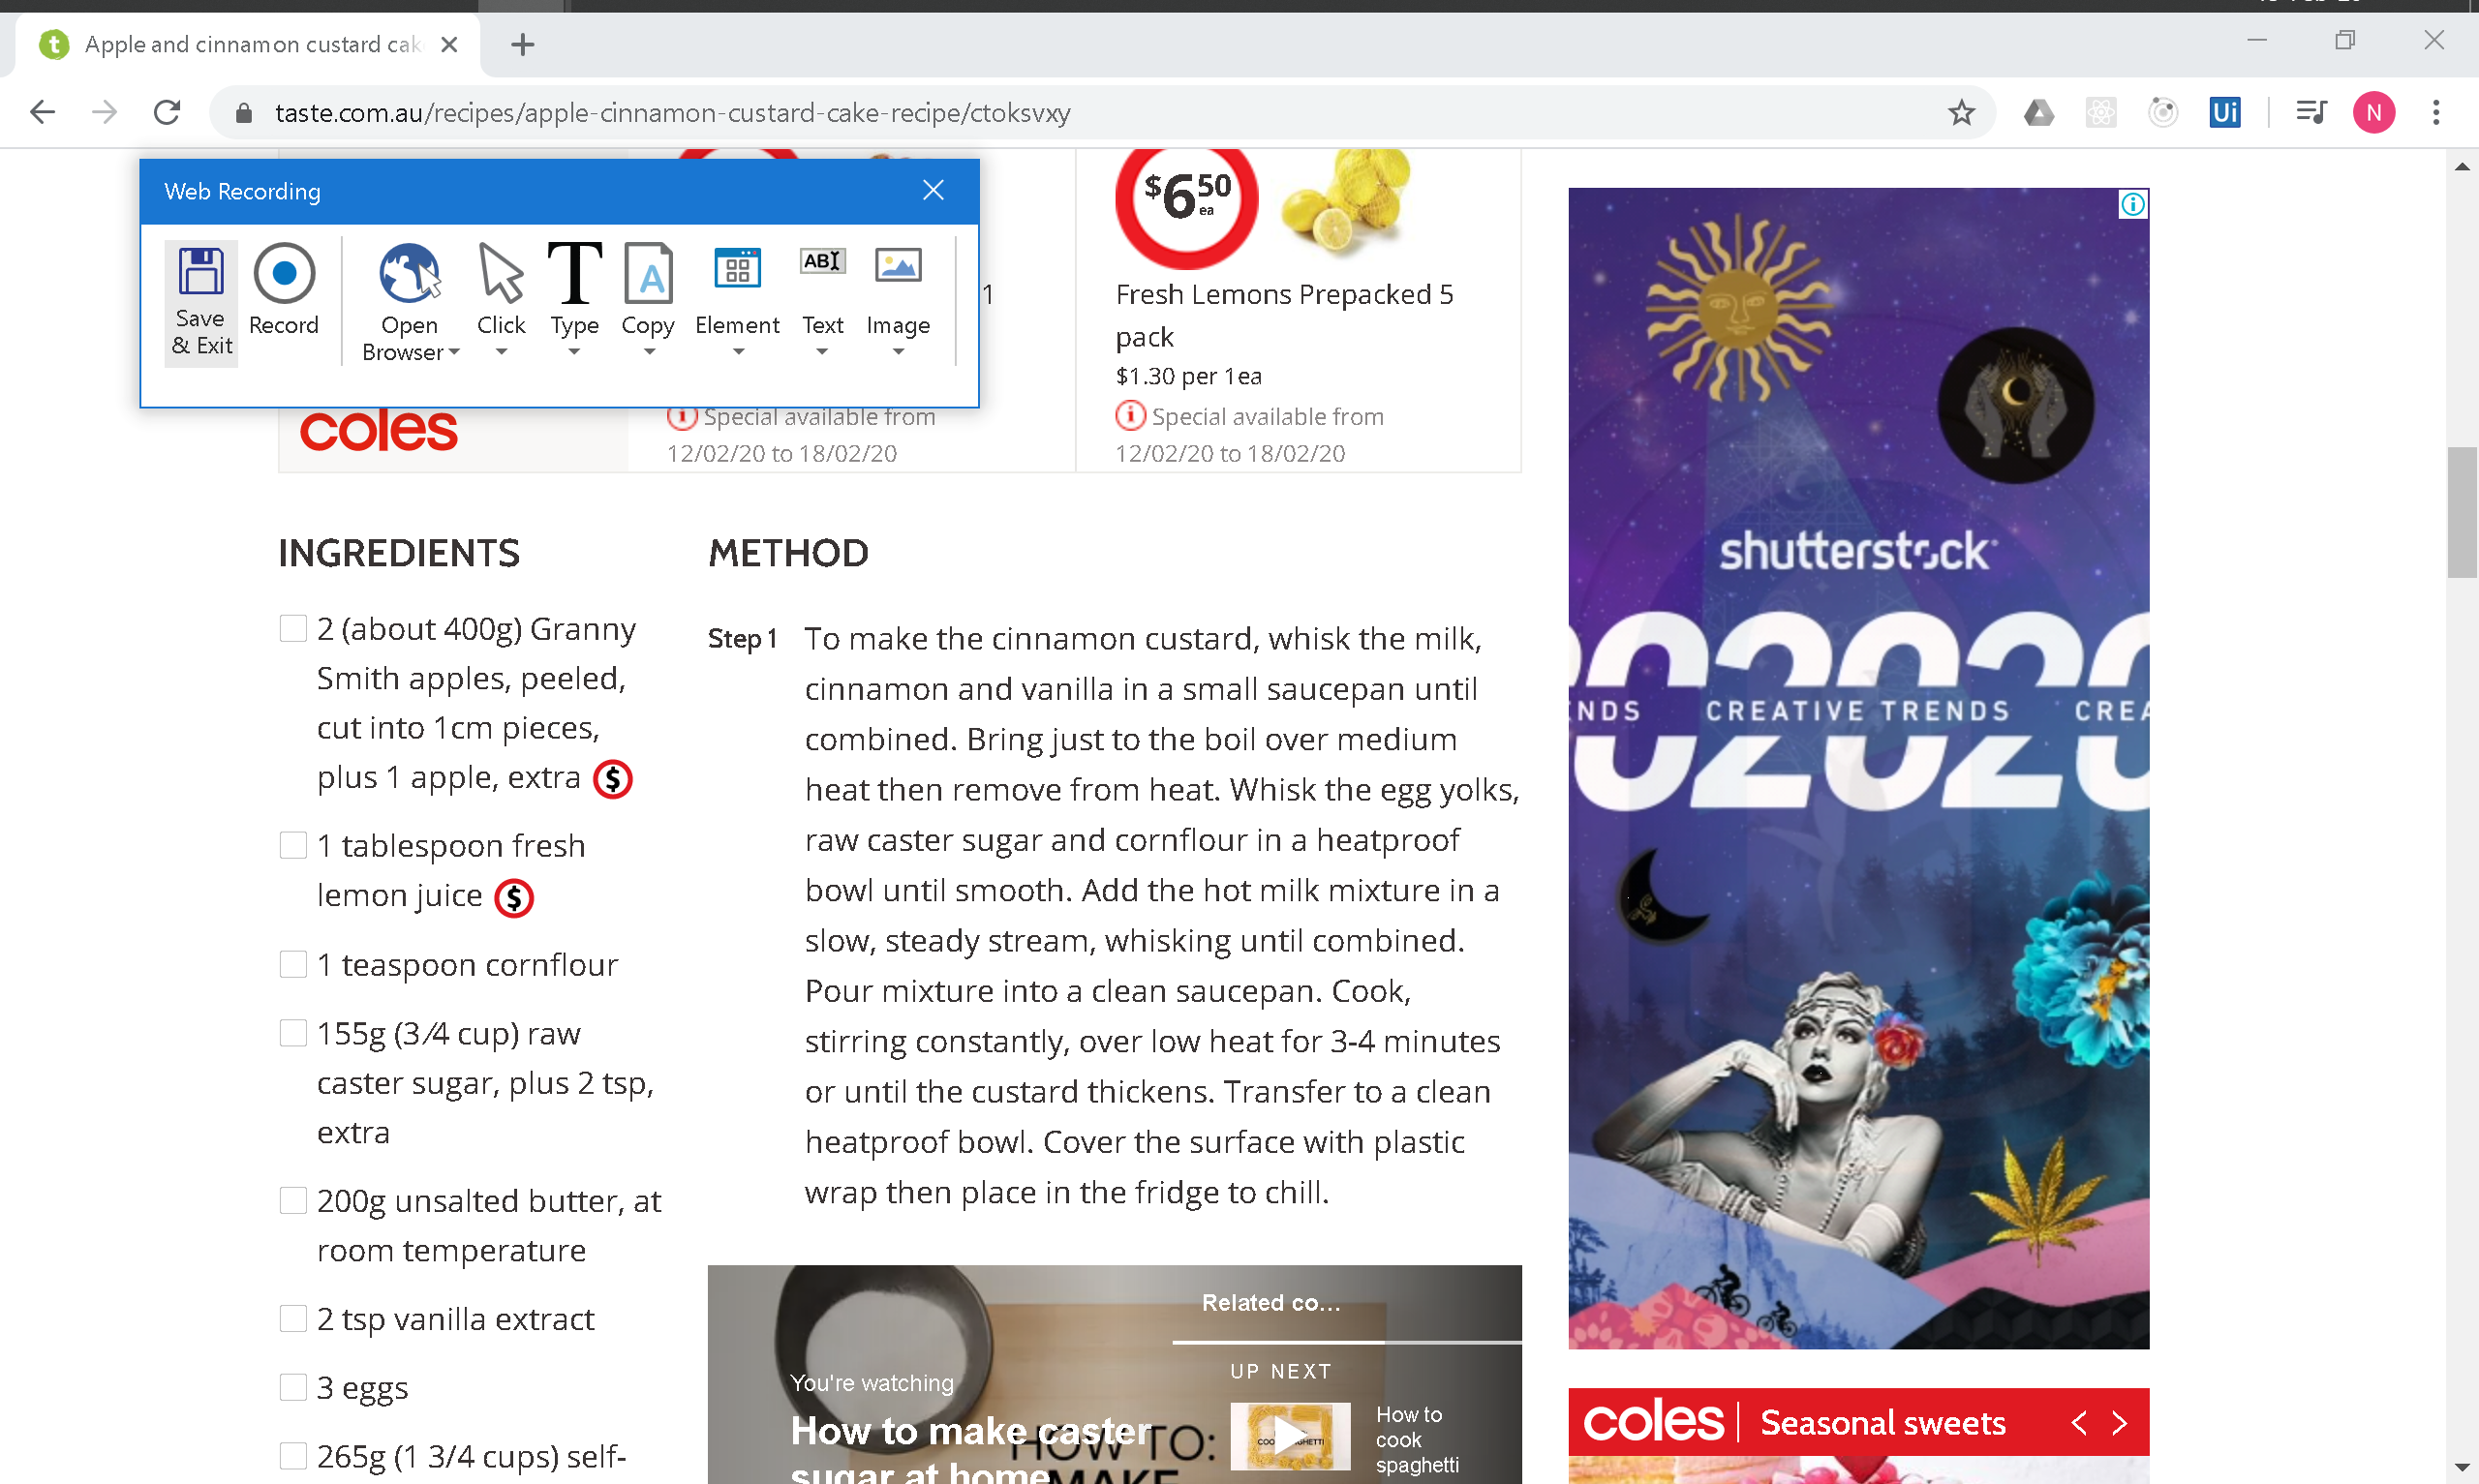 Apple and cinnamon custard cak
taste.com.au/recipes/apple-cinnamon-custard-cake-recipe/ctoksvxy
Ui
N
Web Recording
Save & Exit
Record
Open Browser
Click
Type
Copy
Element
Text
Image
A
ABI
1
$6 50 ea
Fresh Lemons Prepacked 5
pack
$1.30 per 1ea
Special available from
12/02/20 to 18/02/20
coles
Special available from
12/02/20 to 18/02/20
INGREDIENTS
2 (about 400g) Granny
Smith apples, peeled,
cut into 1cm pieces,
plus 1 apple, extra $
1 tablespoon fresh
lemon juice $
1 teaspoon cornflour
155g (3⁄4 cup) raw
caster sugar, plus 2 tsp,
extra
200g unsalted butter, at
room temperature
2 tsp vanilla extract
3 eggs
265g (1 3/4 cups) self-
METHOD
Step 1
To make the cinnamon custard, whisk the milk,
cinnamon and vanilla in a small saucepan until
combined. Bring just to the boil over medium
heat then remove from heat. Whisk the egg yolks,
raw caster sugar and cornflour in a heatproof
bowl until smooth. Add the hot milk mixture in a
slow, steady stream, whisking until combined.
Pour mixture into a clean saucepan. Cook,
stirring constantly, over low heat for 3-4 minutes
or until the custard thickens. Transfer to a clean
heatproof bowl. Cover the surface with plastic
wrap then place in the fridge to chill.
Related co...
UP NEXT
You're watching
How to make caster
sugar at home
HOW TO:
MAKE
How to
cook
spaghetti
shutterstock
2020
ENDS CREATIVE TRENDS CREA
coles
Seasonal sweets